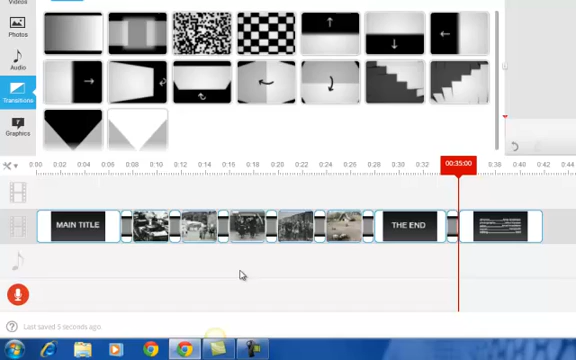 Videos
Photos
Audio
Transitions
T
Graphics
0:00 0:02 0:04 0:06 0:08 0:10 0:12 0:14 0:16 0:18 0:20 0:22 0:24 0:26 0:28 0:30 0:32 00:35:00 0:38 0:40 0:42 0:44
MAIN TITLE
THE END
Last saved 5 seconds ago.